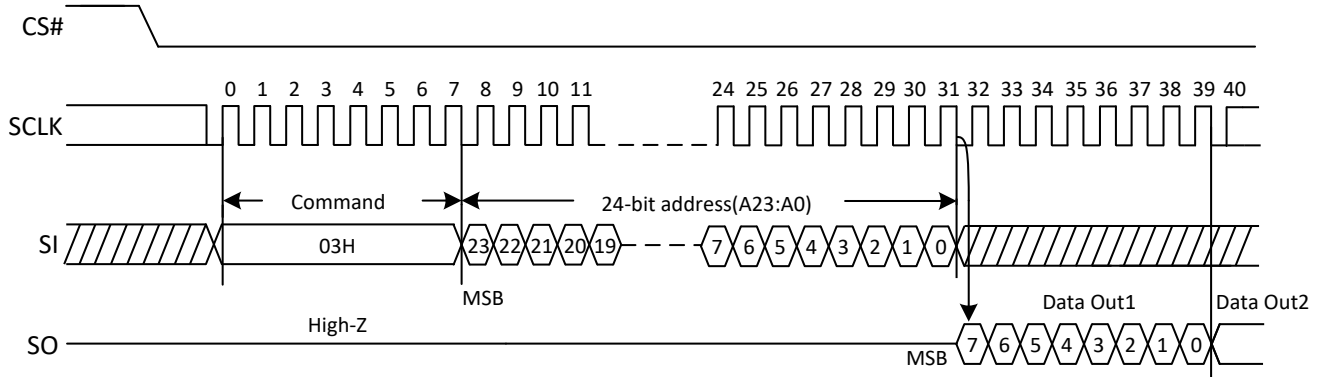 CS#
0 1 2 3 4 5 6 7 8 9 10 11 24 25 26 27 28 29 30 31 32 33 34 35 36 37 38 39 40
SCLK
Command 24-bit address(A23:A0)
SI 03H 23 22 21 20 19 7 6 5 4 3 2 1 0
MSB Data Out1 Data Out2
High-Z
SO MSB 7 6 5 4 3 2 1 0